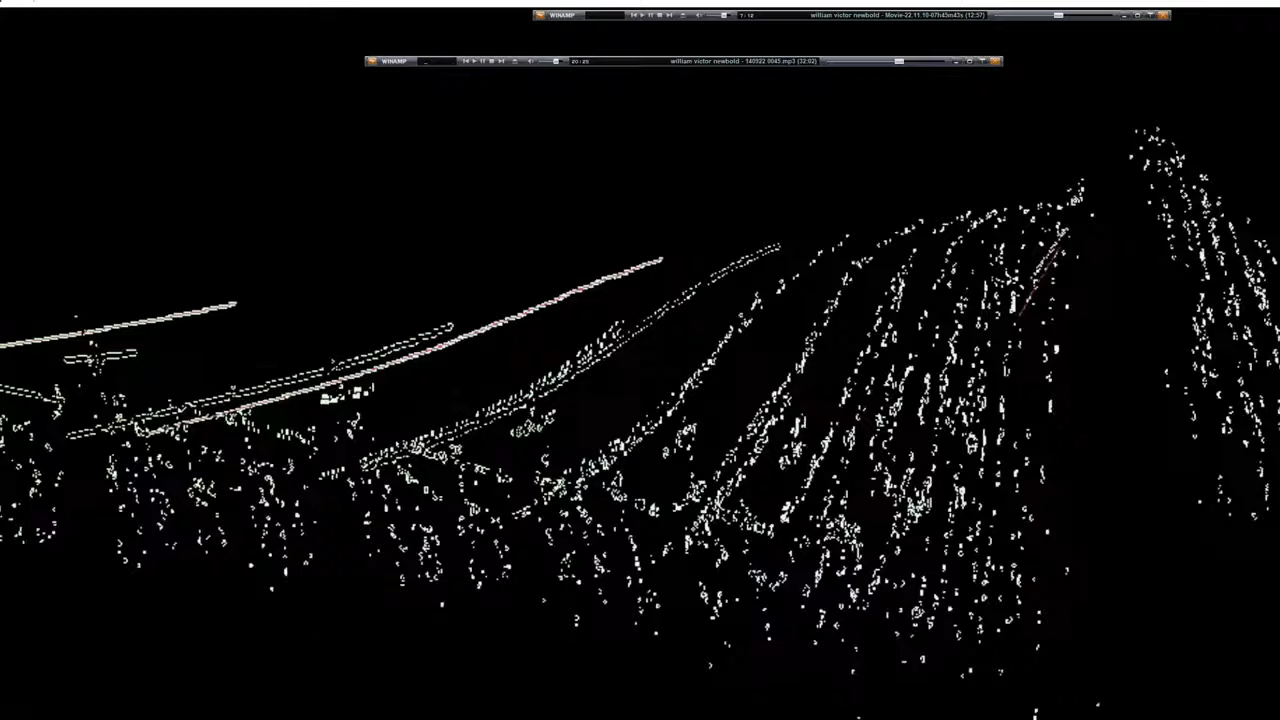 WINAMP 7:12 william victor newbold - Movie-22.11.10-07h45m43s (12:57)
WINAMP 20:25 william victor newbold - 140922 0045.mp3 (32:02)